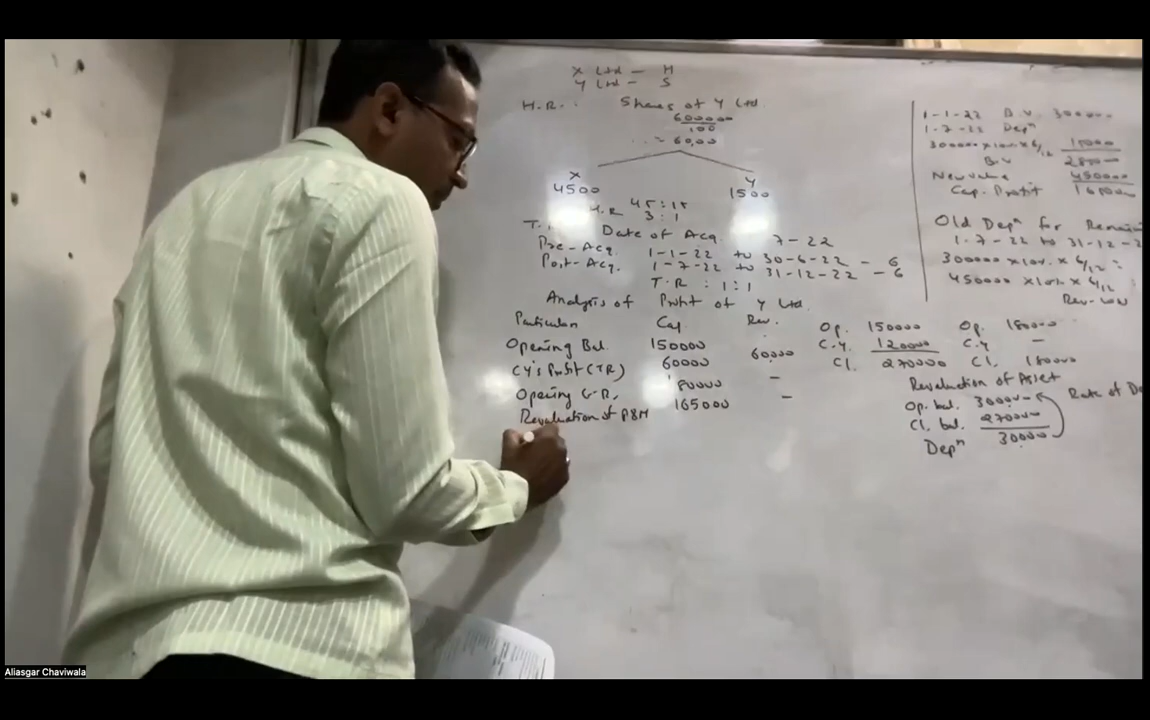 X Ltd — H
Y Ltd — S
H.R. : Shares of Y Ltd.
600000
100
= 60,00
X Y
4500 1500
H.R 45:15
3:1
T. Date of Acq. 7-22
Pre-Acq. 1-1-22 to 30-6-22 - 6
Post-Acq. 1-7-22 to 31-12-22 - 6
T.R : 1:1
Analysis of Profit of Y Ltd.
Particulars Cap. Rev.
Opening Bal. 150000
CY's Profit (TR) 60000 60000
Opening G.R. 180000 -
Revaluation of P&M 165000 -
Op. 150000
C.Y. 120000
Cl. 270000
Op. 180000
C.Y -
Cl. 180000
Revaluation of Asset
Op. bal. 300000
Cl. bal. 270000
Depn 30000
Rate of De
1-1-22 B.V. 300000
1-7-22 Depn
300000 x 10% x 6/12 15000
B.V 285000
New value 450000
Cap. Profit 165000
Old Depn for Remain
1-7-22 to 31-12-2
300000 x 10% x 6/12 =
450000 x 10% x 6/12
Rev.
Aliasgar Chaviwala